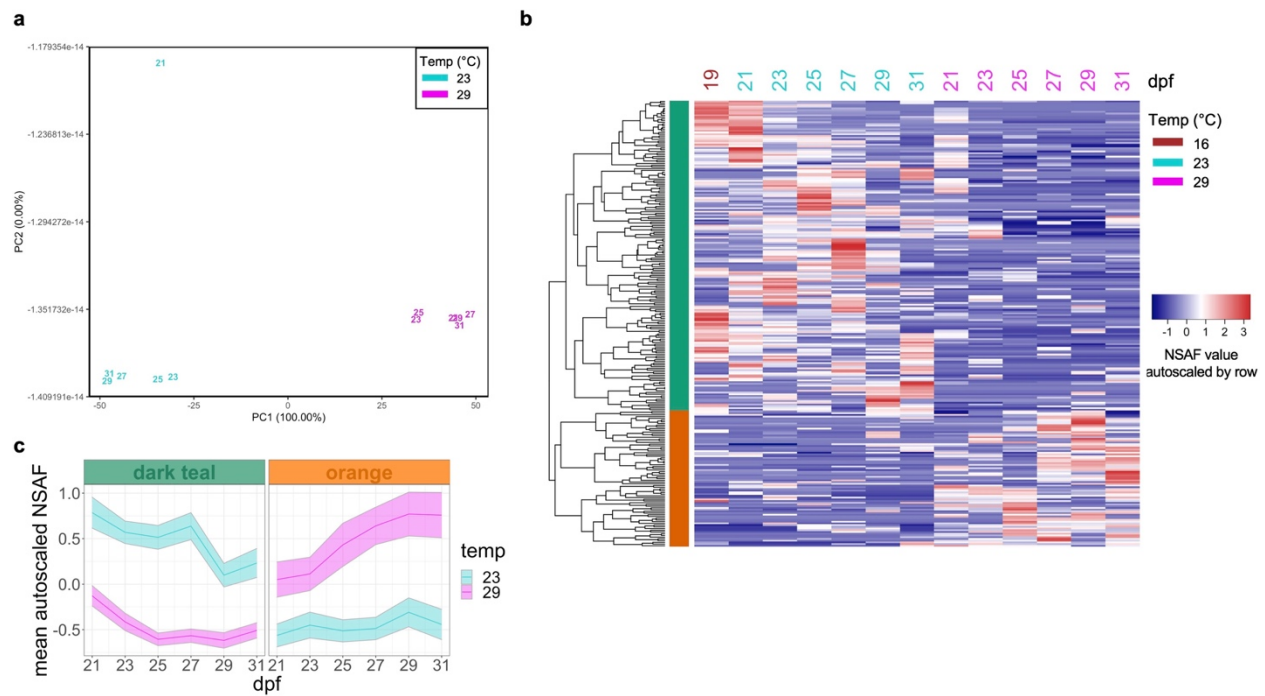 a
-1.179354e-14
-1.236813e-14
-1.294272e-14
-1.351732e-14
-1.409191e-14
PC2 (0.00%)
21
Temp (°C)
23
29
25
23
27
31
31
29
27
25
23
-50
-25
0
25
50
PC1 (100.00%)
b
19 21 23 25 27 29 31 21 23 25 27 29 31 dpf
Temp (°C)
16
23
29
-1 0 1 2 3
NSAF value
autoscaled by row
c
dark teal
orange
mean autoscaled NSAF
1.0
0.5
0.0
-0.5
21 23 25 27 29 31 21 23 25 27 29 31
dpf
temp
23
29